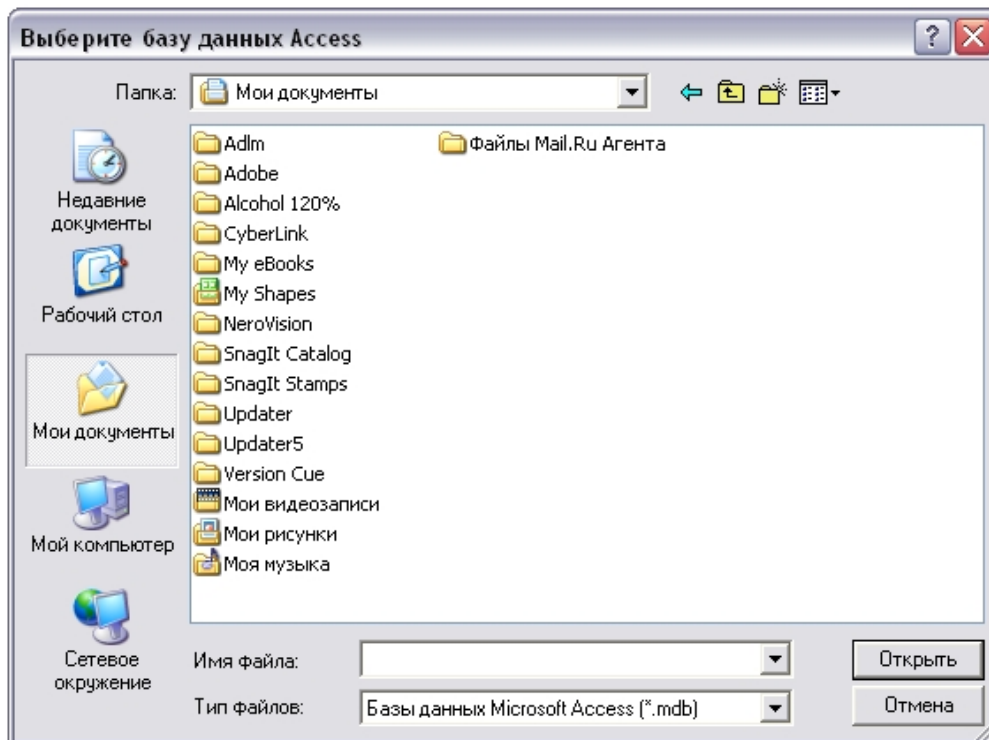 Выберите базу данных Access
Папка:
Мои документы
Недавние
документы
Рабочий стол
Мои документы
Мой компьютер
Сетевое
окружение
Adlm
Adobe
Alcohol 120%
CyberLink
My eBooks
My Shapes
NeroVision
SnagIt Catalog
SnagIt Stamps
Updater
Updater5
Version Cue
Мои видеозаписи
Мои рисунки
Моя музыка
Файлы Mail.Ru Агента
Имя файла:
Открыть
Тип файлов:
Базы данных Microsoft Access (*.mdb)
Отмена